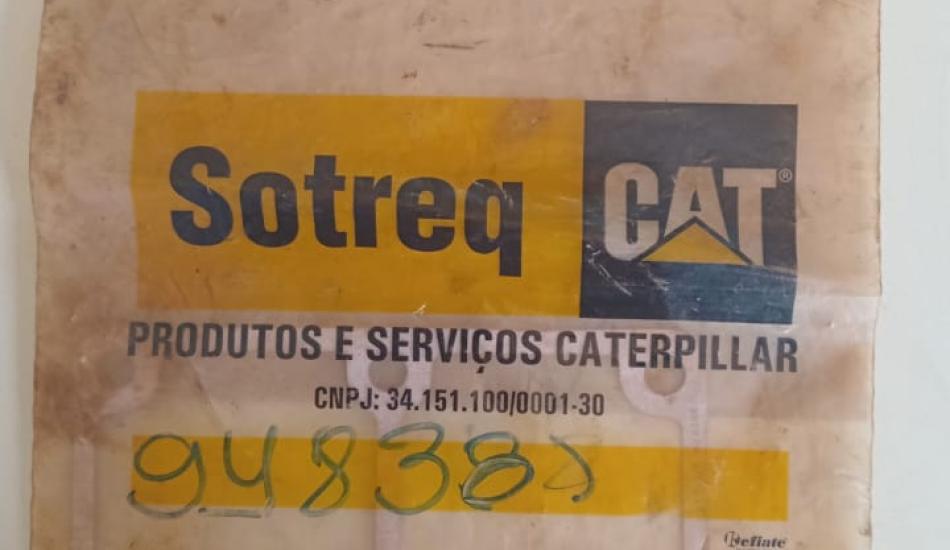 Sotreq CAT®
PRODUTOS E SERVIÇOS CATERPILLAR
CNPJ: 34.151.100/0001-30
94838